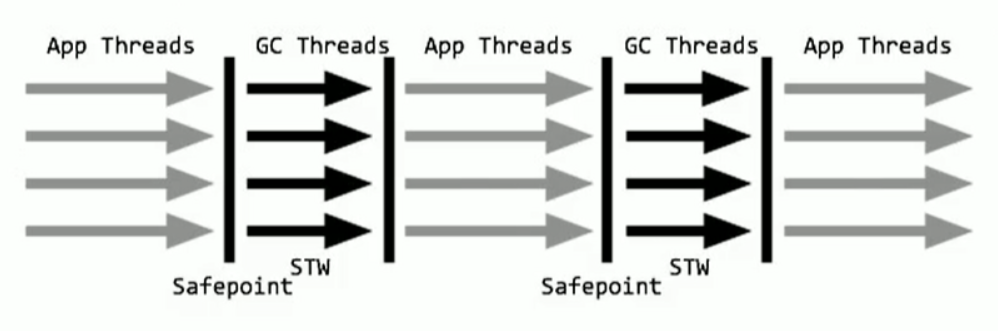 App Threads GC Threads App Threads GC Threads App Threads
STW STW
Safepoint Safepoint